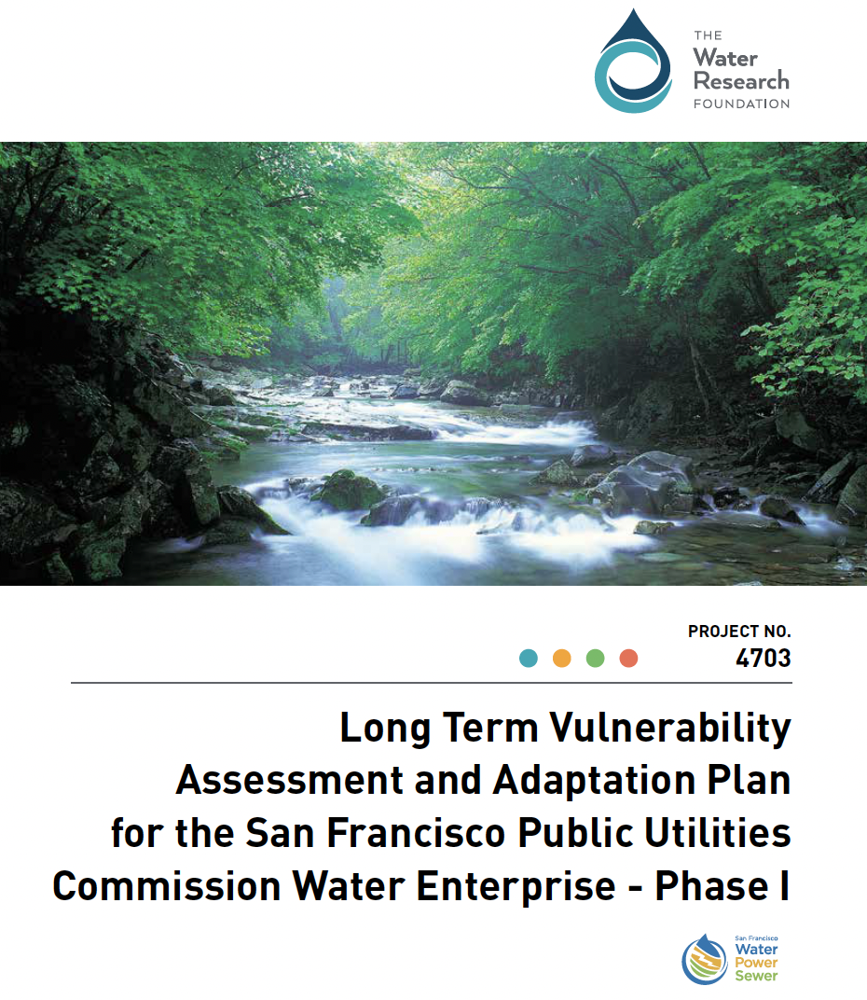 THE
Water
Research
FOUNDATION
PROJECT NO.
4703
Long Term Vulnerability
Assessment and Adaptation Plan
for the San Francisco Public Utilities
Commission Water Enterprise - Phase I
San Francisco
Water
Power
Sewer